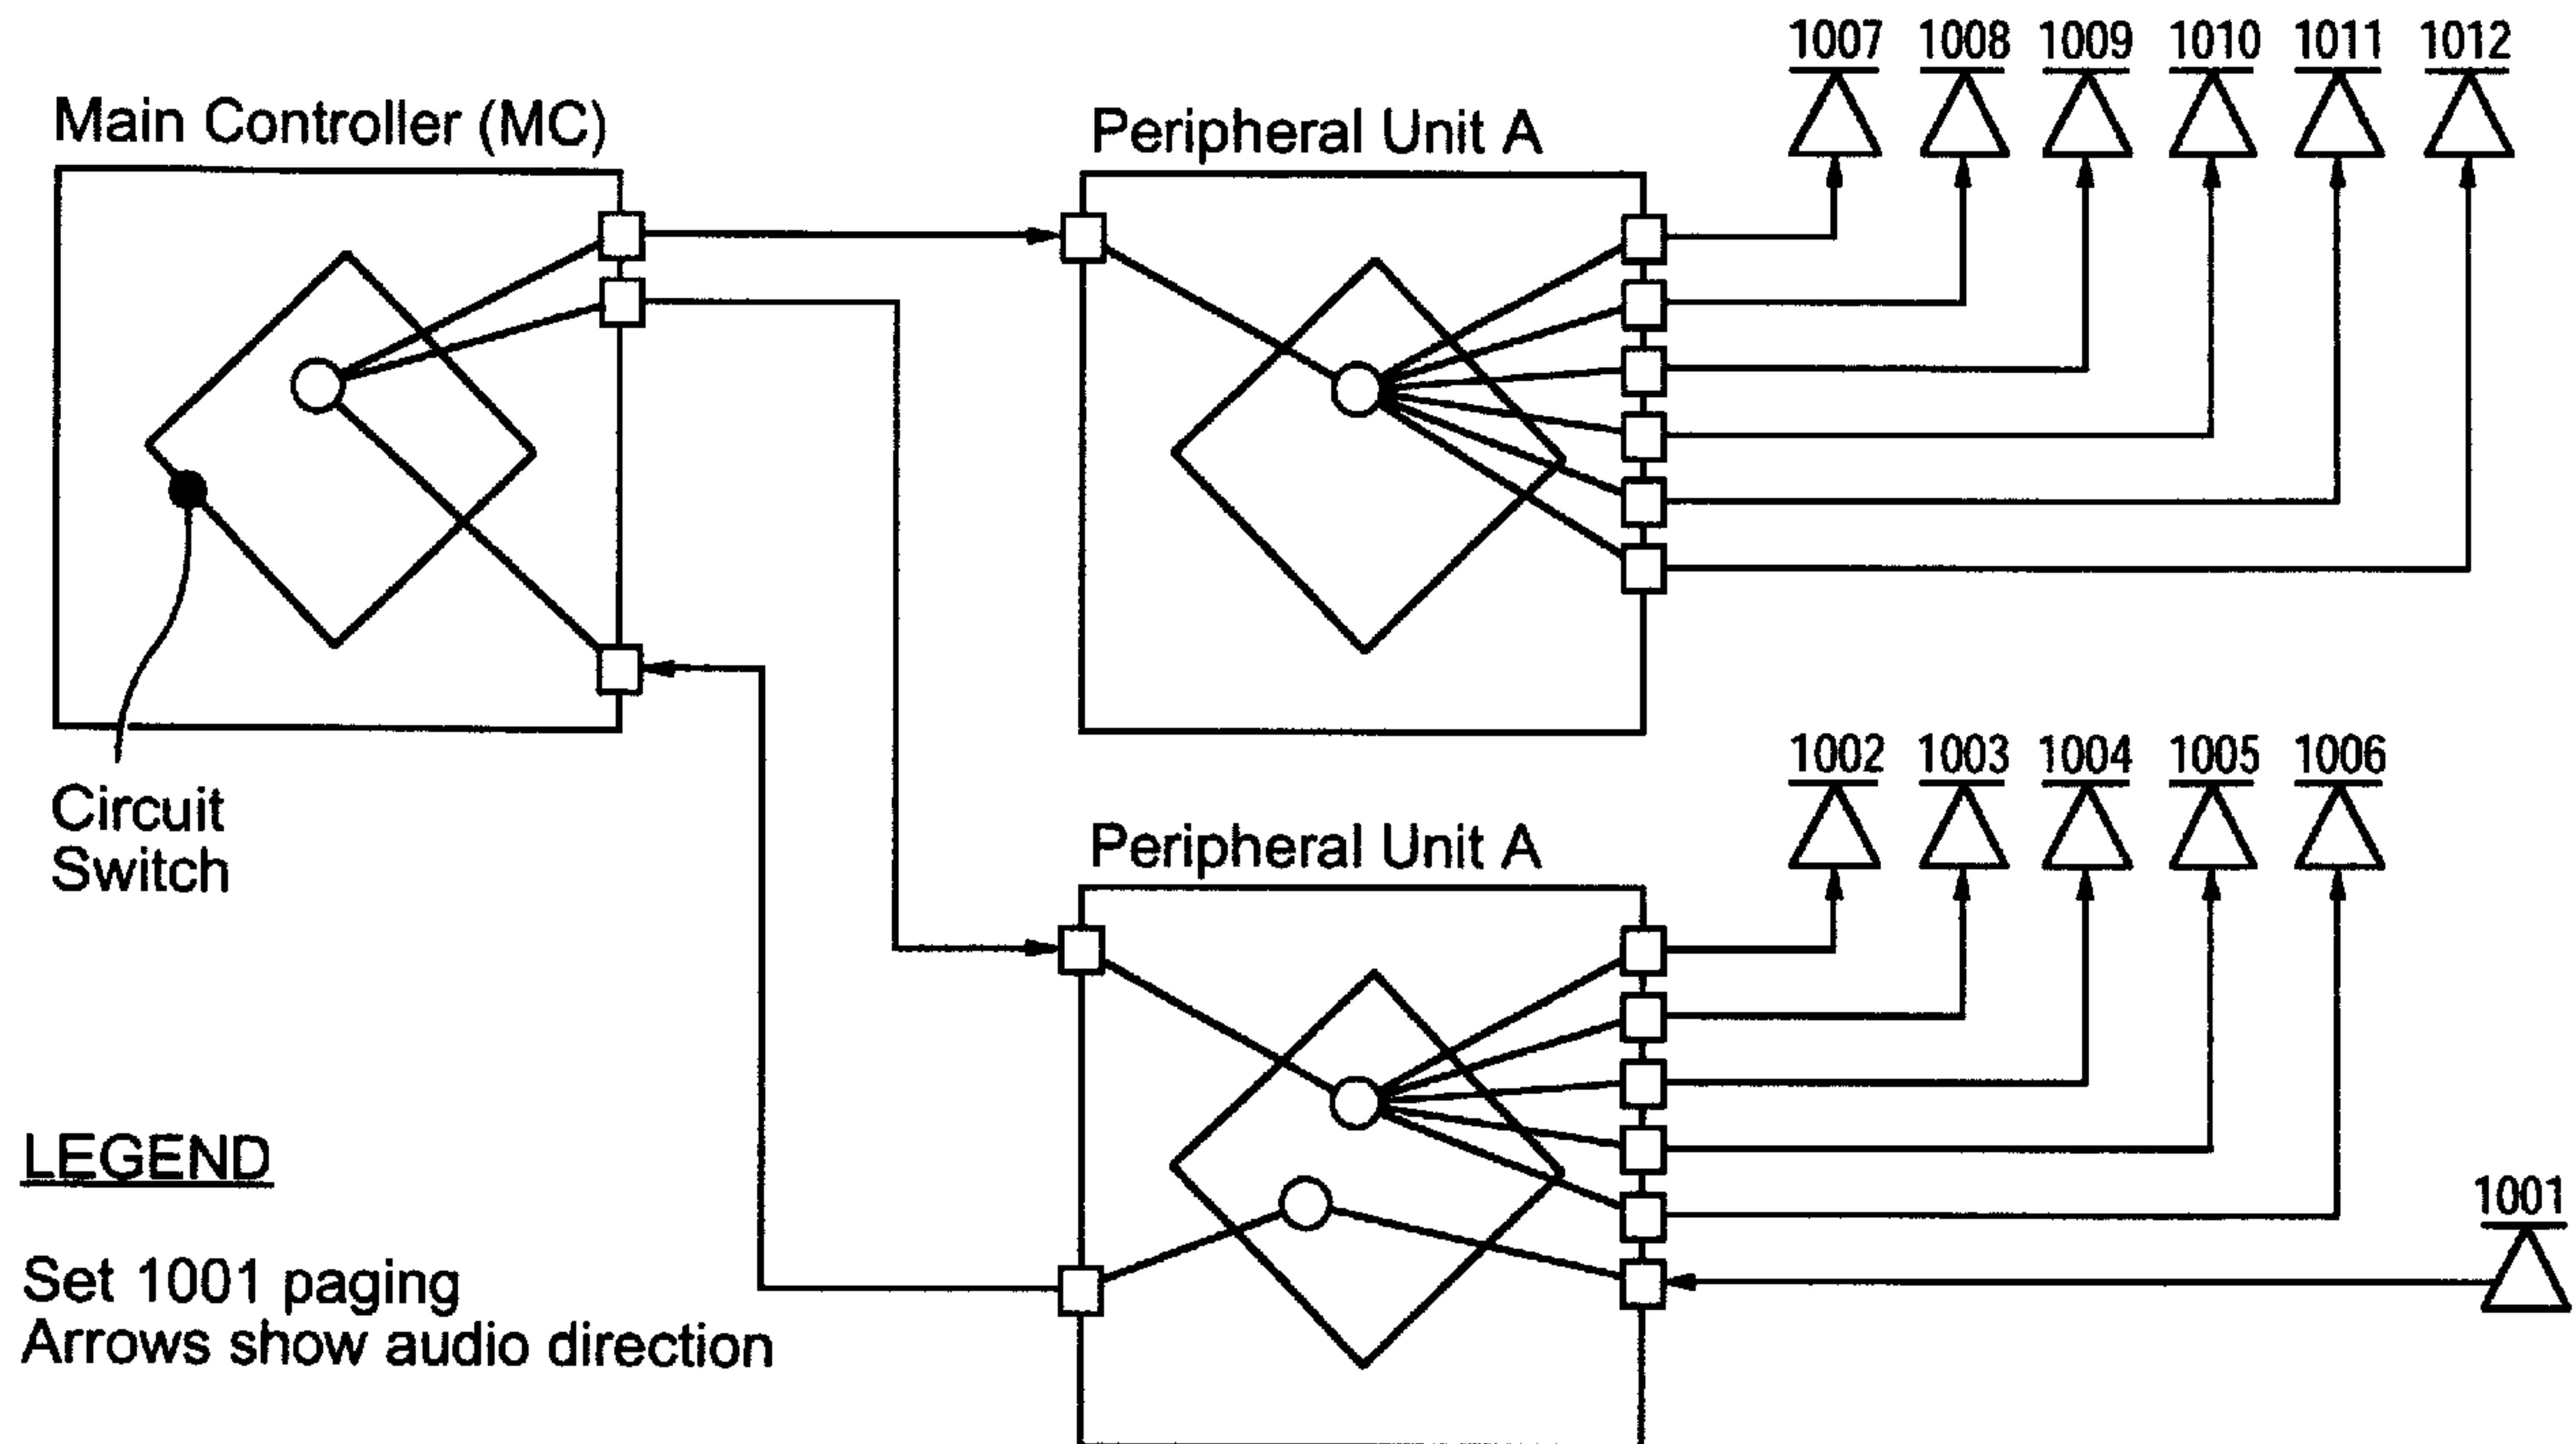 1007 1008 1009 1010 1011 1012
Main Controller (MC)
Peripheral Unit A
Circuit
Switch
1002 1003 1004 1005 1006
Peripheral Unit A
1001
LEGEND
Set 1001 paging
Arrows show audio direction